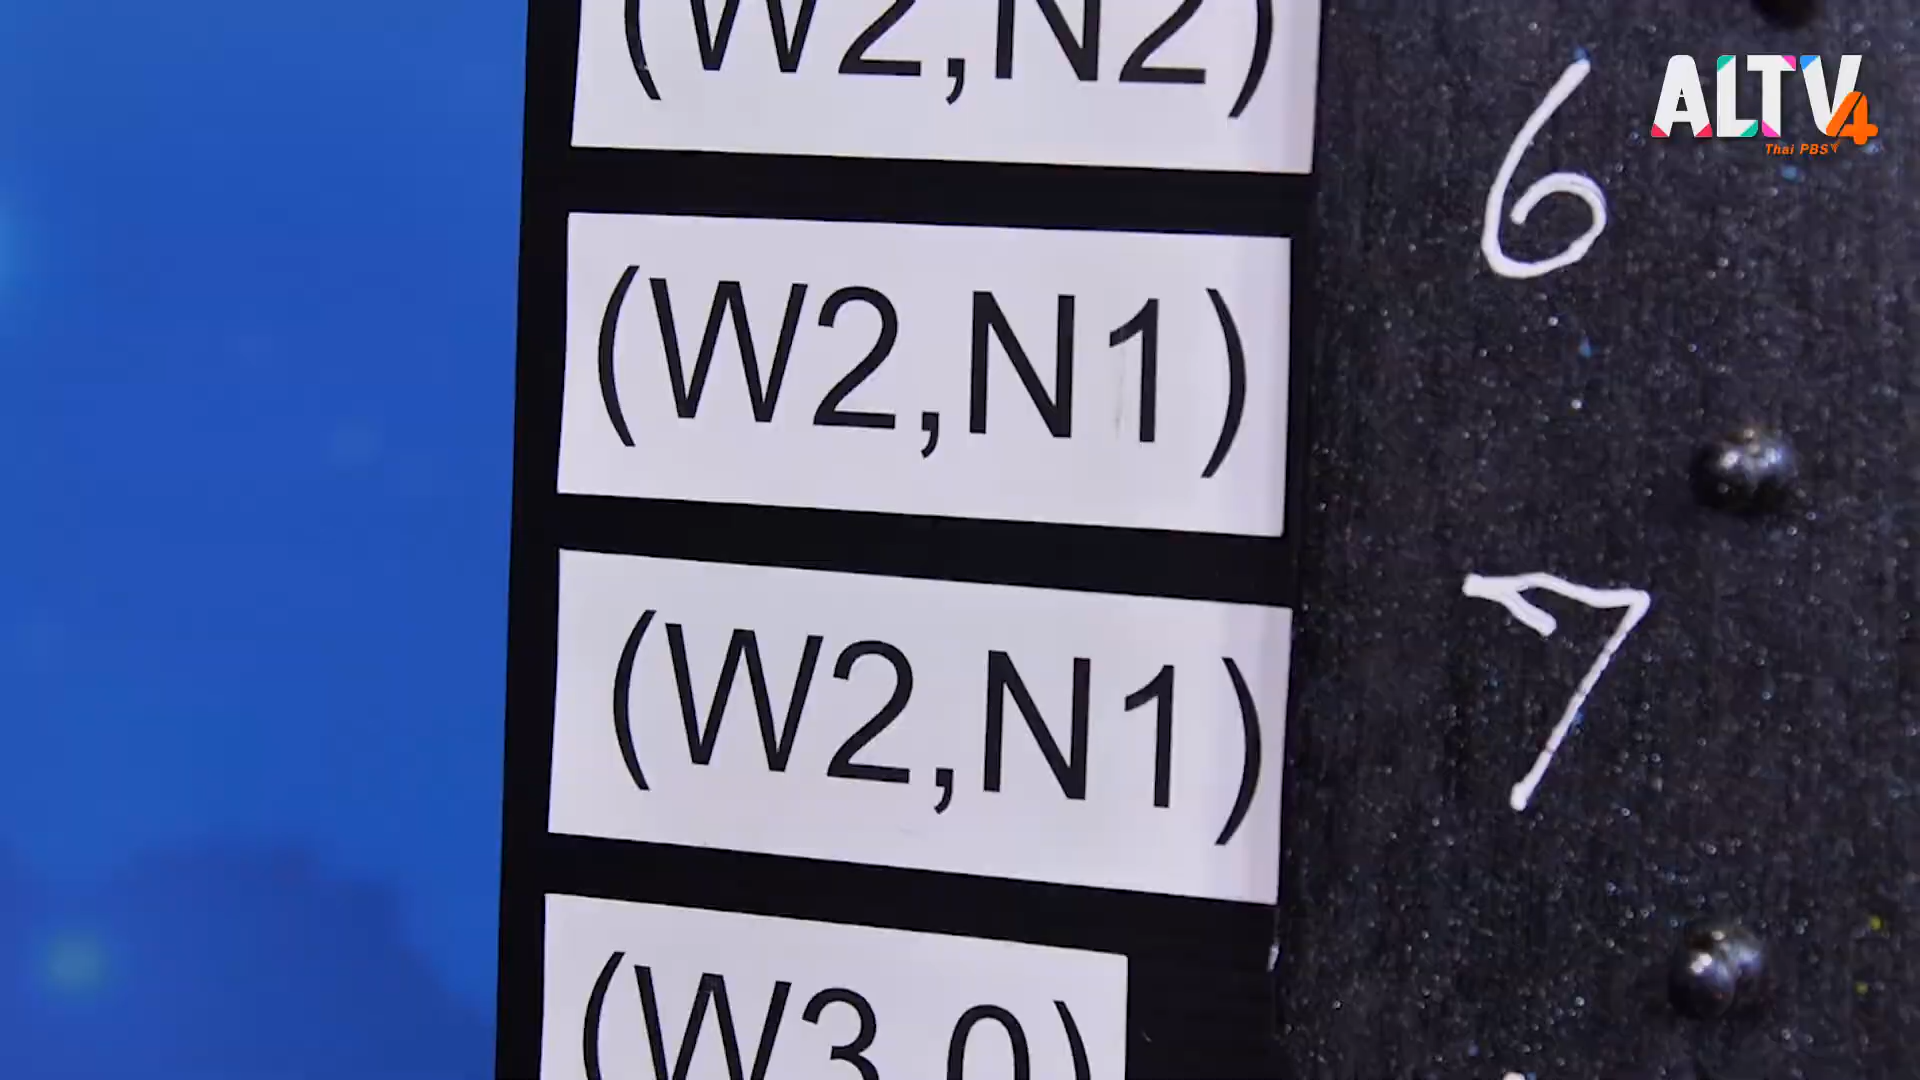 (W2,N2)
6
ALTV4
Thai PBS
(W2,N1)
(W2,N1)
7
(W3,0)